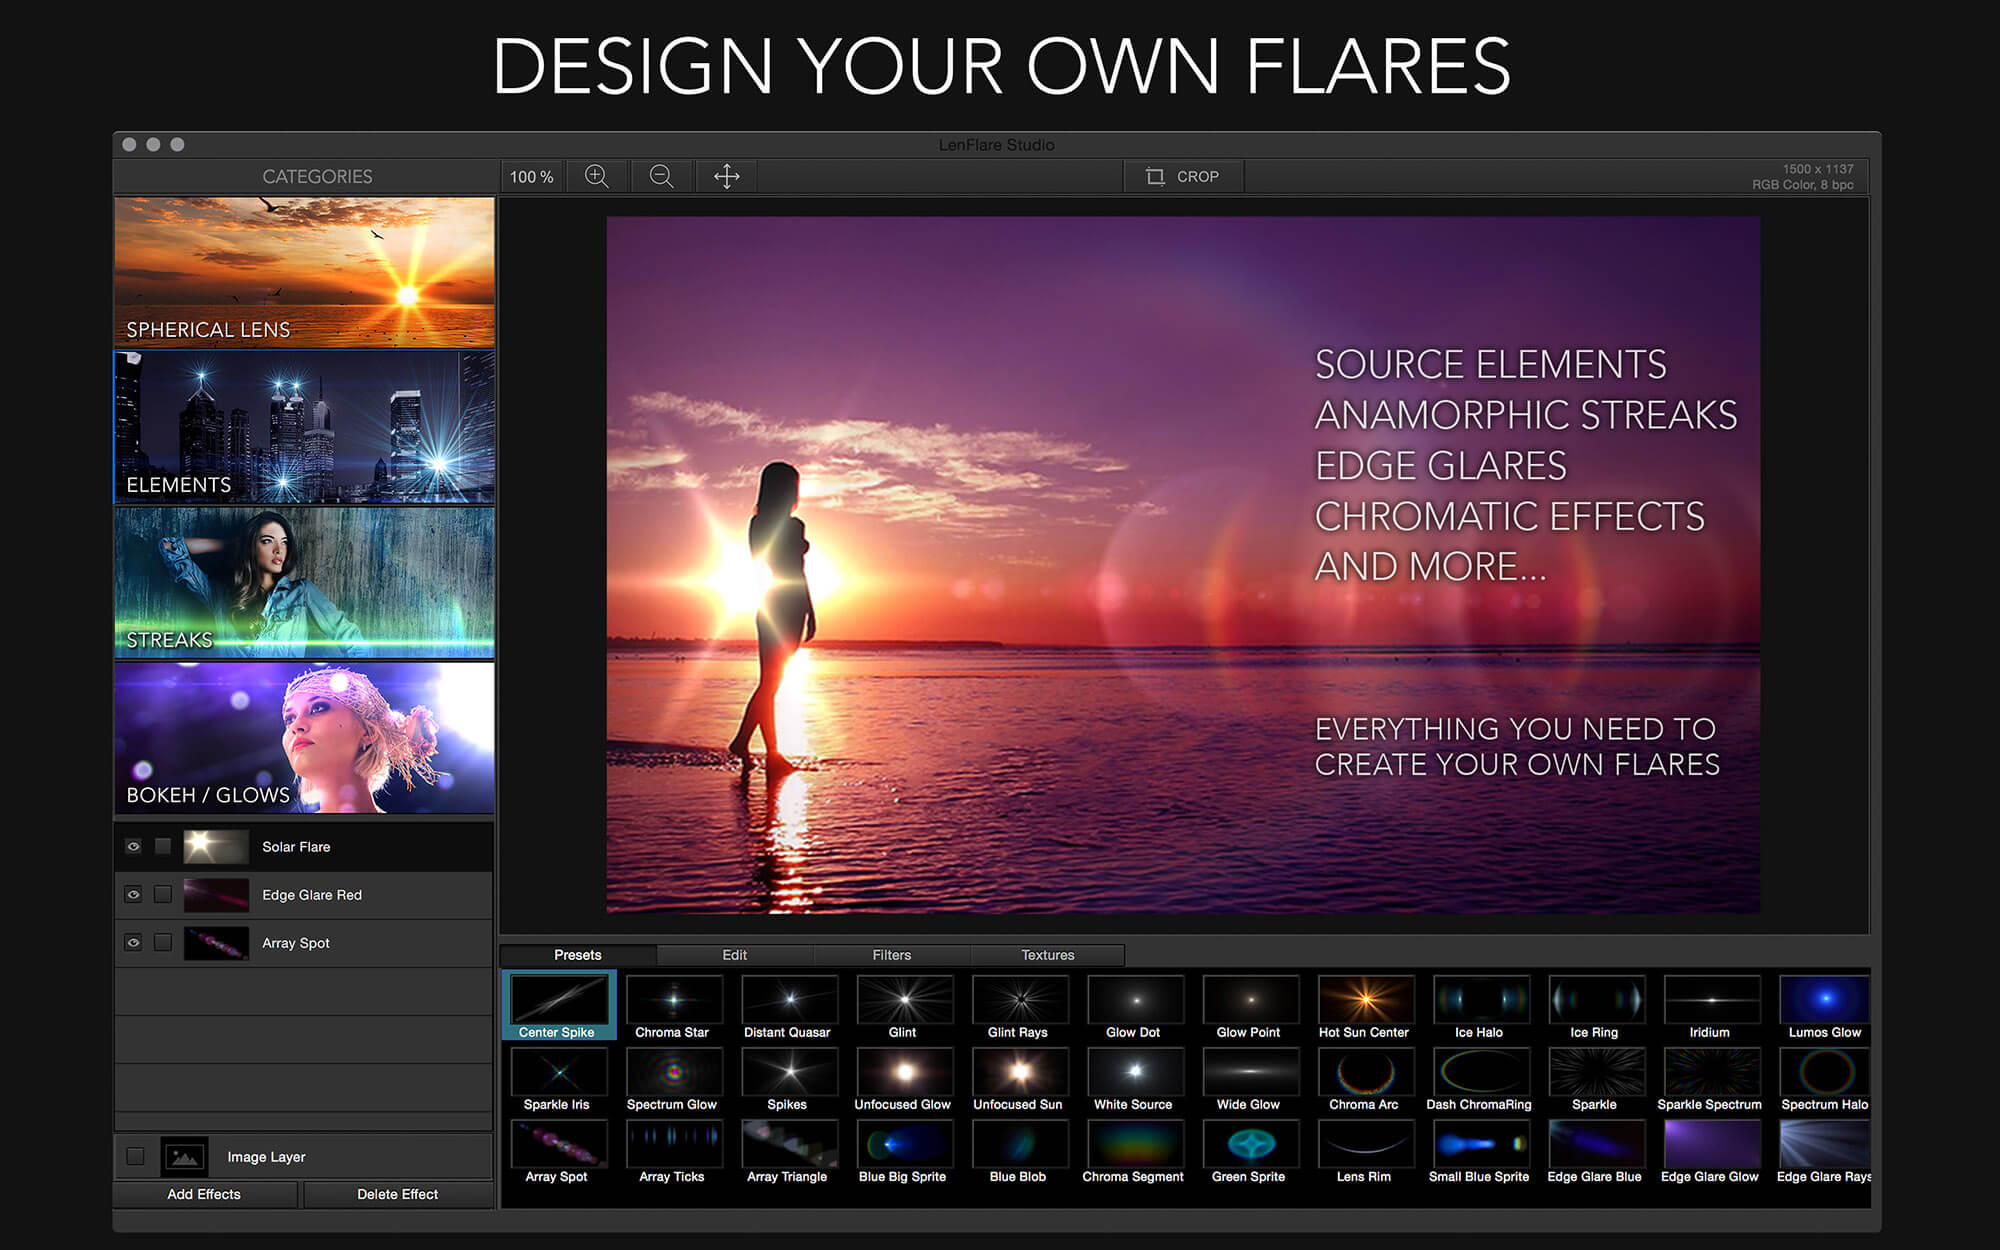 DESIGN YOUR OWN FLARES
LenFlare Studio
CATEGORIES
100 %
CROP
1500 x 1137
RGB Color, 8 bpc
SPHERICAL LENS
ELEMENTS
STREAKS
BOKEH / GLOWS
SOURCE ELEMENTS
ANAMORPHIC STREAKS
EDGE GLARES
CHROMATIC EFFECTS
AND MORE...
EVERYTHING YOU NEED TO
CREATE YOUR OWN FLARES
Solar Flare
Edge Glare Red
Array Spot
Image Layer
Add Effects Delete Effect
Presets Edit Filters Textures
Center Spike Chroma Star Distant Quasar Glint Glint Rays Glow Dot Glow Point Hot Sun Center Ice Halo Ice Ring Iridium Lumos Glow
Sparkle Iris Spectrum Glow Spikes Unfocused Glow Unfocused Sun White Source Wide Glow Chroma Arc Dash ChromaRing Sparkle Sparkle Spectrum Spectrum Halo
Array Spot Array Ticks Array Triangle Blue Big Sprite Blue Blob Chroma Segment Green Sprite Lens Rim Small Blue Sprite Edge Glare Blue Edge Glare Glow Edge Glare Rays